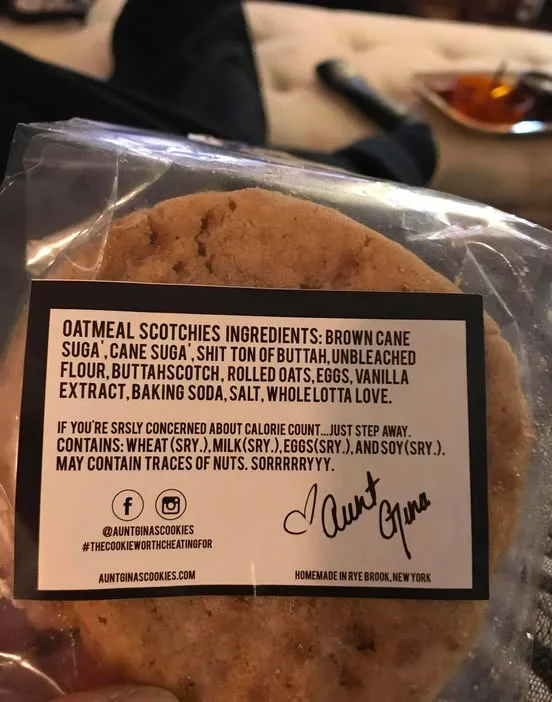 OATMEAL SCOTCHIES INGREDIENTS: BROWN CANE
SUGA', CANE SUGA', SHIT TON OF BUTTAH, UNBLEACHED
FLOUR, BUTTAHSCOTCH, ROLLED OATS, EGGS, VANILLA
EXTRACT, BAKING SODA, SALT, WHOLE LOTTA LOVE.
IF YOU'RE SRSLY CONCERNED ABOUT CALORIE COUNT...JUST STEP AWAY.
CONTAINS: WHEAT (SRY.), MILK (SRY.), EGGS (SRY.), AND SOY (SRY.).
MAY CONTAIN TRACES OF NUTS. SORRRRRYYY.
@AUNTGINASCOOKIES
#THECOOKIEWORTHCHEATINGFOR
Aunt Gina
AUNTGINASCOOKIES.COM
HOMEMADE IN RYE BROOK, NEW YORK